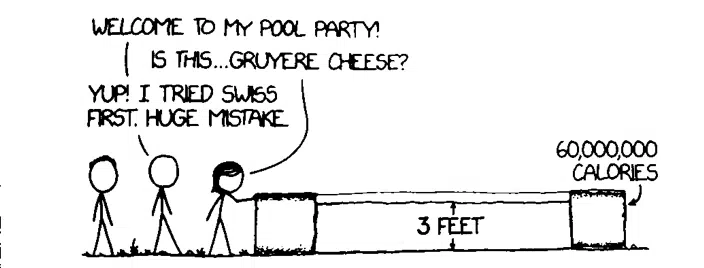 WELCOME TO MY POOL PARTY!
IS THIS...GRUYERE CHEESE?
YUP! I TRIED SWISS
FIRST. HUGE MISTAKE
60,000,000
CALORIES
3 FEET